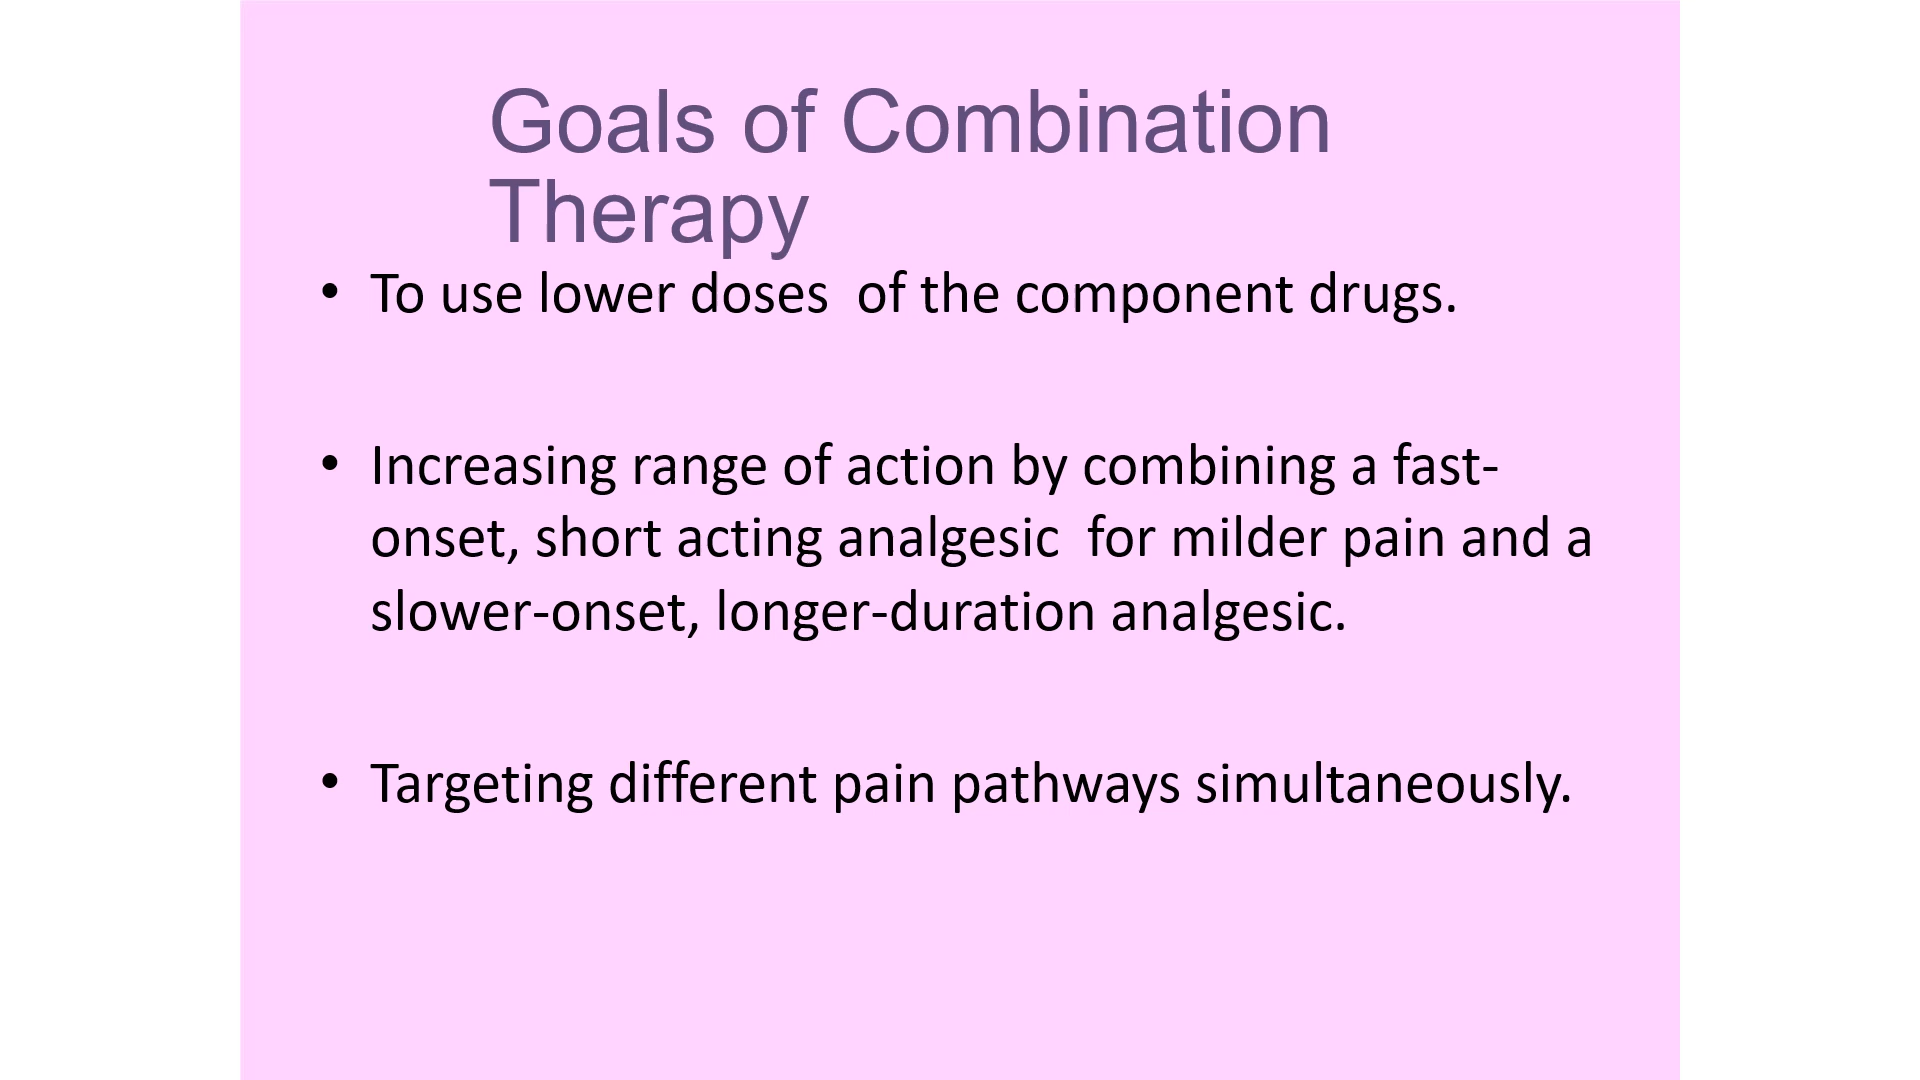 Goals of Combination
Therapy
• To use lower doses  of the component drugs.
• Increasing range of action by combining a fast-
onset, short acting analgesic  for milder pain and a
slower-onset, longer-duration analgesic.
• Targeting different pain pathways simultaneously.